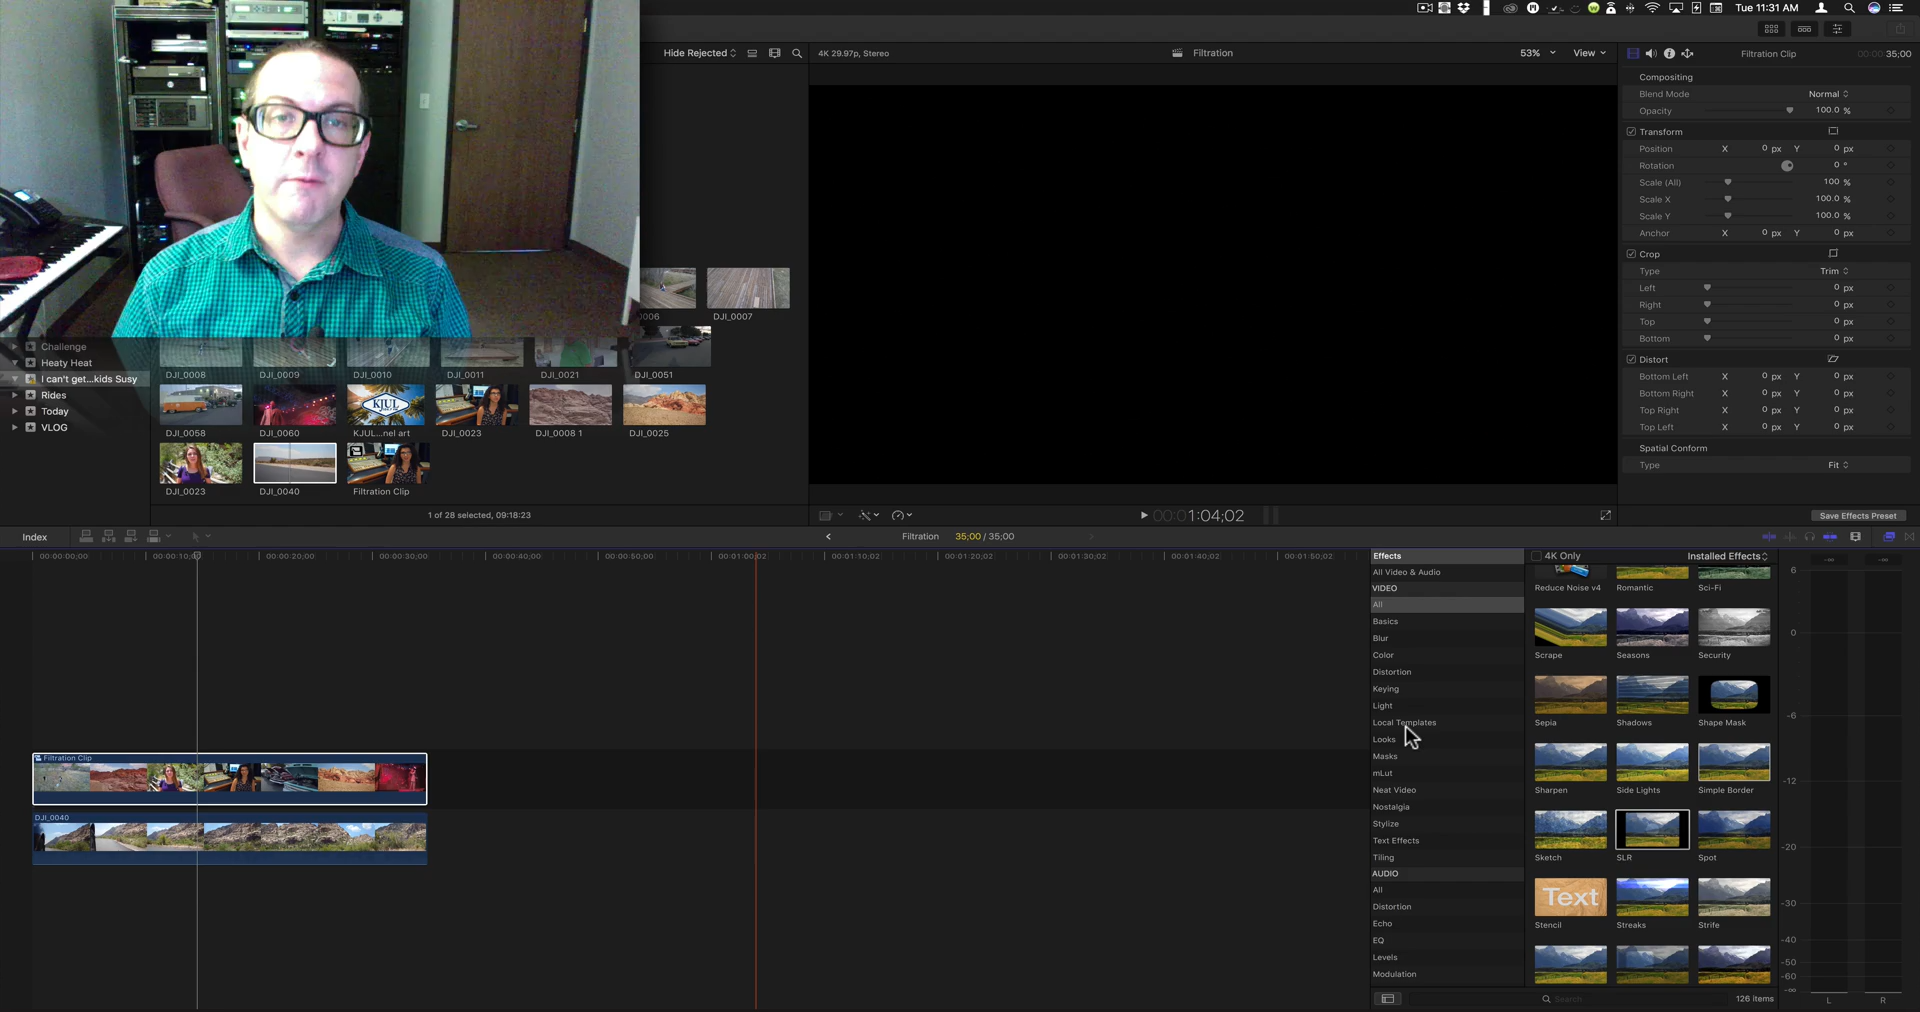 Tue 11:31 AM
Hide Rejected
4K 29.97p, Stereo
Filtration
53%
View
Filtration Clip
00:00:35;00
Compositing
Blend Mode
Normal
Opacity
100.0 %
Transform
Position
X 0 px Y 0 px
Rotation
0 °
Scale (All)
100 %
Scale X
100.0 %
Scale Y
100.0 %
Anchor
X 0 px Y 0 px
Crop
Type
Trim
Left
0 px
Right
0 px
Top
0 px
Bottom
0 px
Distort
Bottom Left
X 0 px Y 0 px
Bottom Right
X 0 px Y 0 px
Top Right
X 0 px Y 0 px
Top Left
X 0 px Y 0 px
Spatial Conform
Type
Fit
Save Effects Preset
0006
DJI_0007
Challenge
Heaty Heat
I can't get...kids Susy
Rides
Today
VLOG
DJI_0008
DJI_0009
DJI_0010
DJI_0011
DJI_0021
DJI_0051
KJUL
DJI_0058
DJI_0060
KJUL...nel art
DJI_0023
DJI_0008 1
DJI_0025
DJI_0023
DJI_0040
Filtration Clip
1 of 28 selected, 09:18:23
00:00:1:04;02
Index
Filtration
35;00 / 35;00
00:00:00;00
00:00:10;00
00:00:20;00
00:00:30;00
00:00:40;00
00:00:50;00
00:01:00;02
00:01:10;02
00:01:20;02
00:01:30;02
00:01:40;02
00:01:50;02
Filtration Clip
DJI_0040
Effects
4K Only
Installed Effects
All Video & Audio
VIDEO
All
Basics
Blur
Color
Distortion
Keying
Light
Local Templates
Looks
Masks
mLut
Neat Video
Nostalgia
Stylize
Text Effects
Tiling
AUDIO
All
Distortion
Echo
EQ
Levels
Modulation
Reduce Noise v4
Romantic
Sci-Fi
Scrape
Seasons
Security
Sepia
Shadows
Shape Mask
Sharpen
Side Lights
Simple Border
Sketch
SLR
Spot
Text
Stencil
Streaks
Strife
Search
126 items
6
0
-6
-12
-20
-30
-40
-50
-60
-∞
L
R